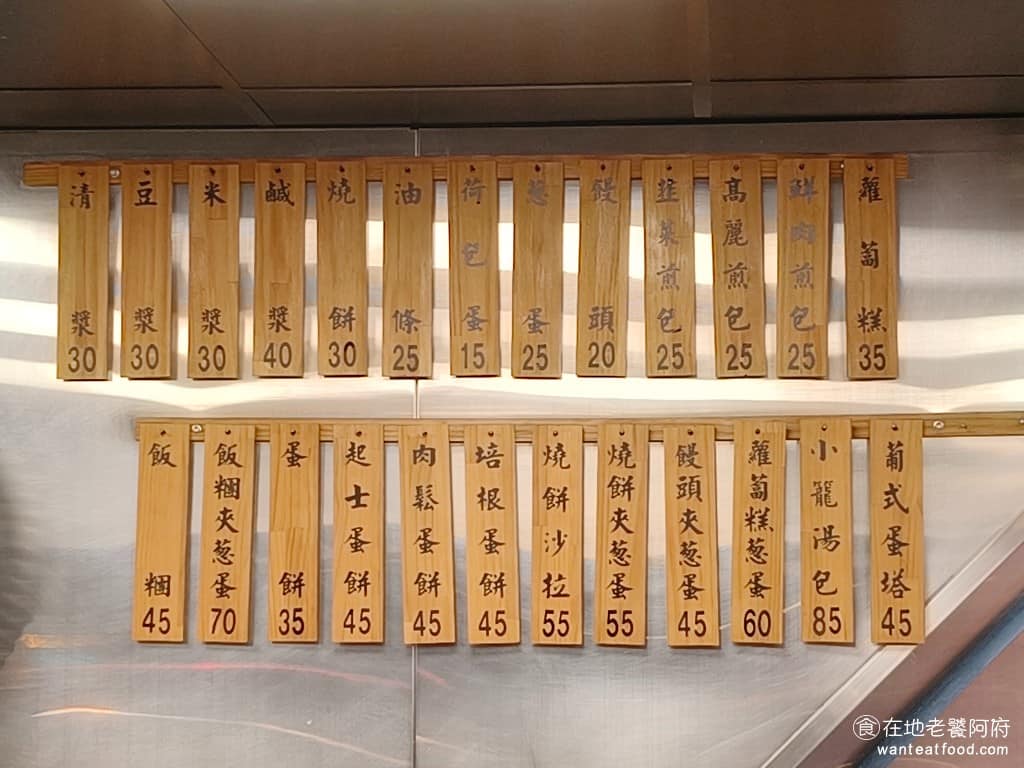 清漿30
豆漿30
米漿30
鹹漿40
燒餅30
油條25
荷包蛋15
葱蛋25
饅頭20
韭菜煎包25
高麗煎包25
鮮肉煎包25
蘿蔔糕35
飯糰45
飯糰夾葱蛋70
蛋餅35
起士蛋餅45
肉鬆蛋餅45
培根蛋餅45
燒餅沙拉55
燒餅夾葱蛋55
饅頭夾葱蛋45
蘿蔔糕葱蛋60
小籠湯包85
葡式蛋塔45
食在地老饕阿府
wanteatfood.com